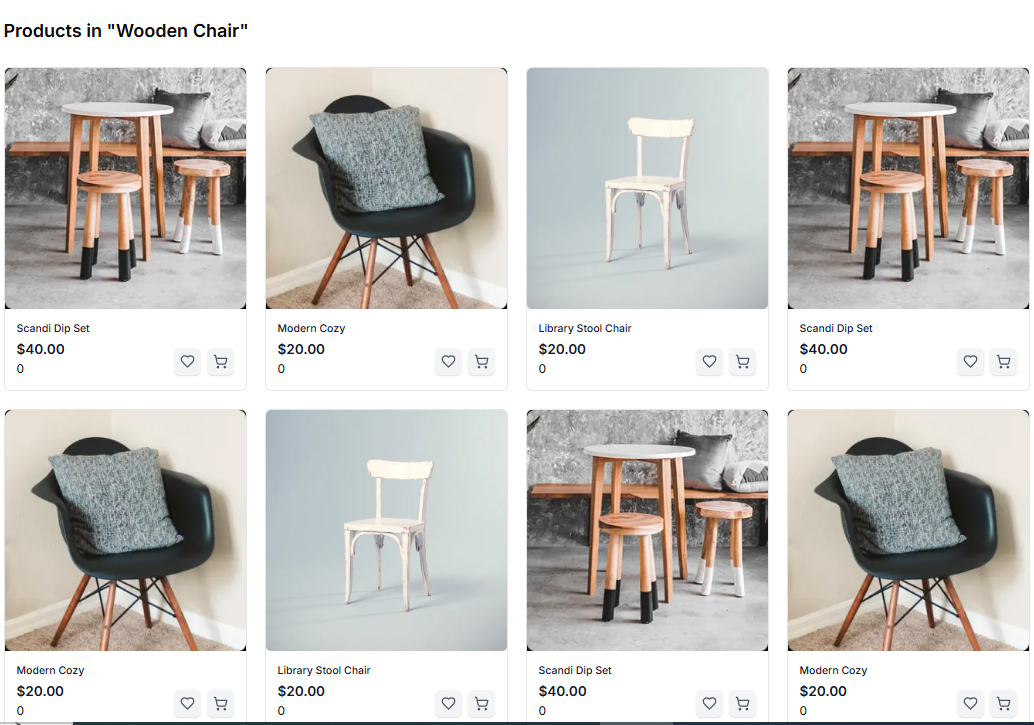 Products in "Wooden Chair"
Scandi Dip Set
$40.00
0
Modern Cozy
$20.00
0
Library Stool Chair
$20.00
0
Scandi Dip Set
$40.00
0
Modern Cozy
$20.00
0
Library Stool Chair
$20.00
0
Scandi Dip Set
$40.00
0
Modern Cozy
$20.00
0